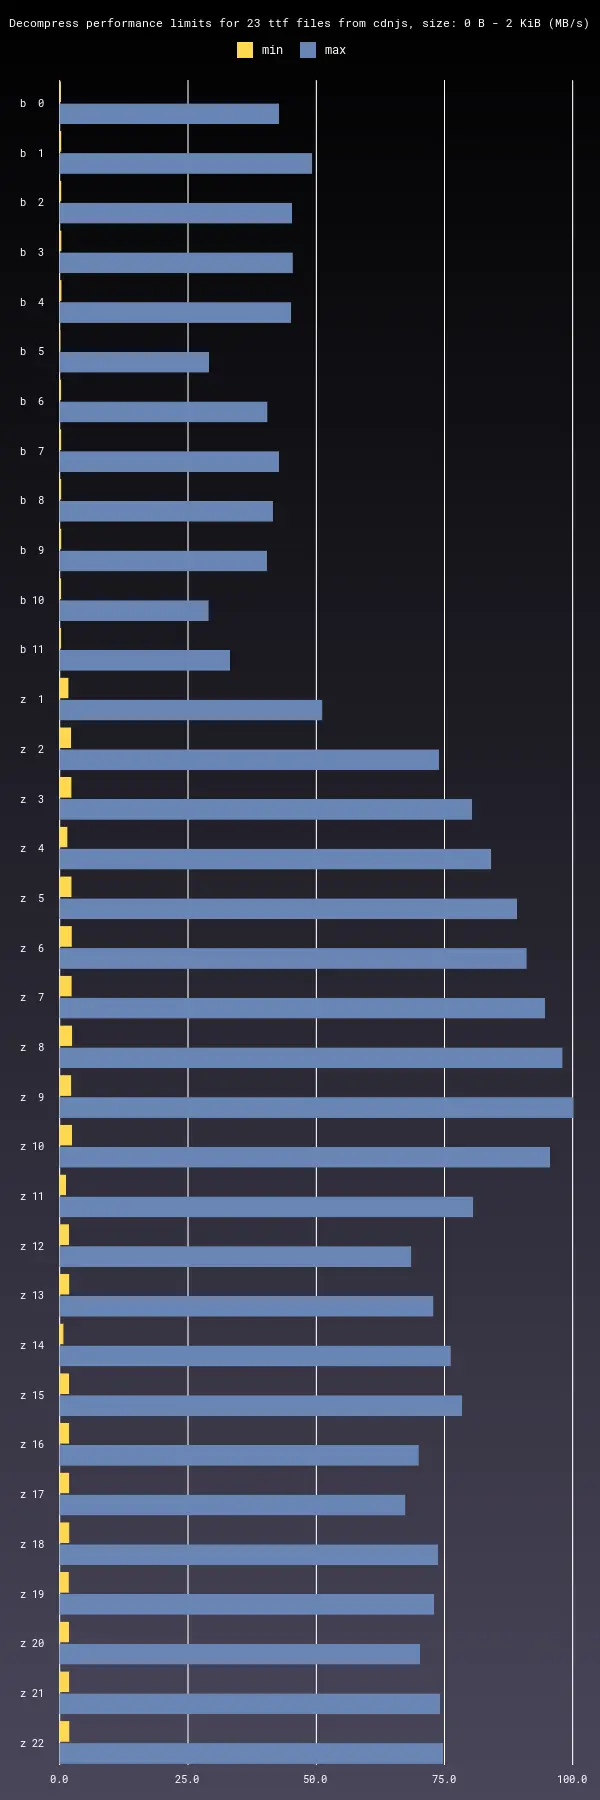 Decompress performance limits for 23 ttf files from cdnjs, size: 0 B - 2 KiB (MB/s)
min max
b 0
b 1
b 2
b 3
b 4
b 5
b 6
b 7
b 8
b 9
b 10
b 11
z 1
z 2
z 3
z 4
z 5
z 6
z 7
z 8
z 9
z 10
z 11
z 12
z 13
z 14
z 15
z 16
z 17
z 18
z 19
z 20
z 21
z 22
0.0 25.0 50.0 75.0 100.0